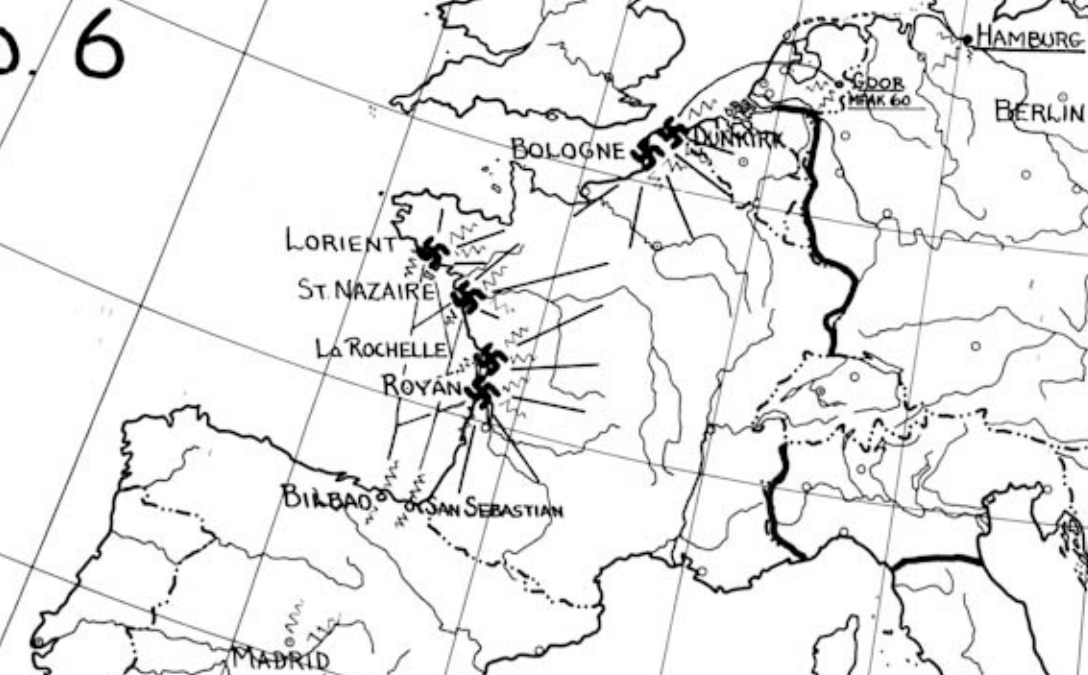 6
HAMBURG
GOOR
BERLIN
DUNKIRK
BOLOGNE
LORIENT
ST. NAZAIRE
La ROCHELLE
ROYAN
BILBAO
SAN SEBASTIAN
MADRID